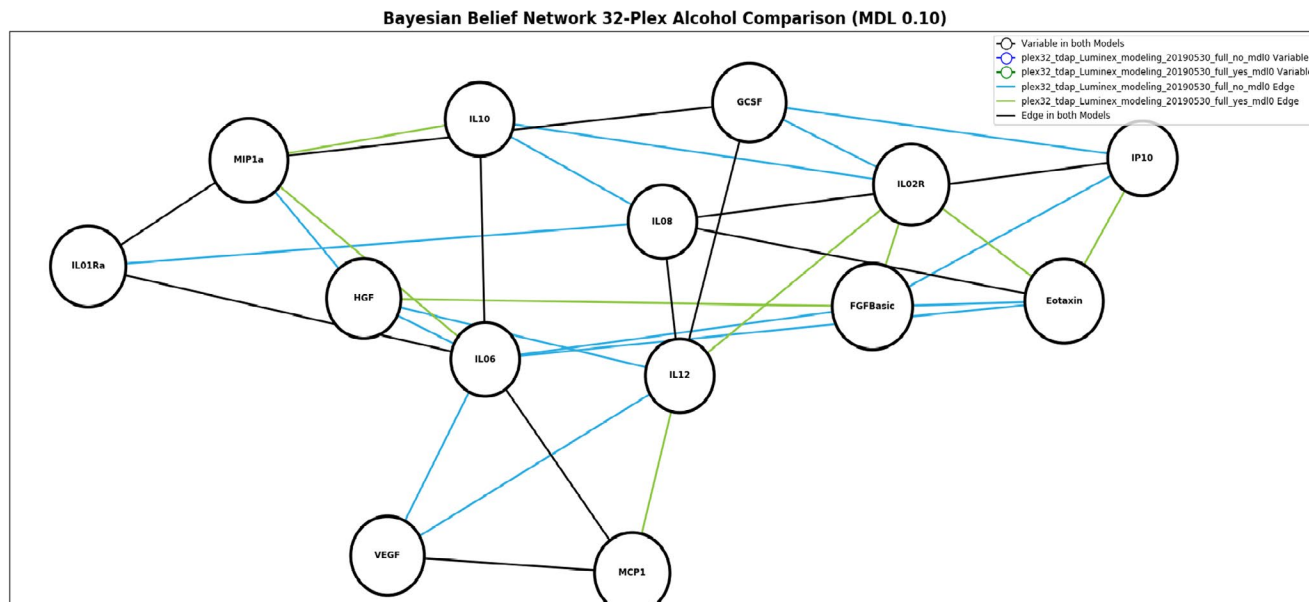 Bayesian Belief Network 32-Plex Alcohol Comparison (MDL 0.10)
Variable in both Models
plex32_tdap_Luminex_modeling_20190530_full_no_mdl0 Variable
plex32_tdap_Luminex_modeling_20190530_full_yes_mdl0 Variable
plex32_tdap_Luminex_modeling_20190530_full_no_mdl0 Edge
plex32_tdap_Luminex_modeling_20190530_full_yes_mdl0 Edge
Edge in both Models
GCSF
IL10
MIP1a
IP10
IL02R
IL08
IL01Ra
HGF
FGFBasic
Eotaxin
IL06
IL12
VEGF
MCP1